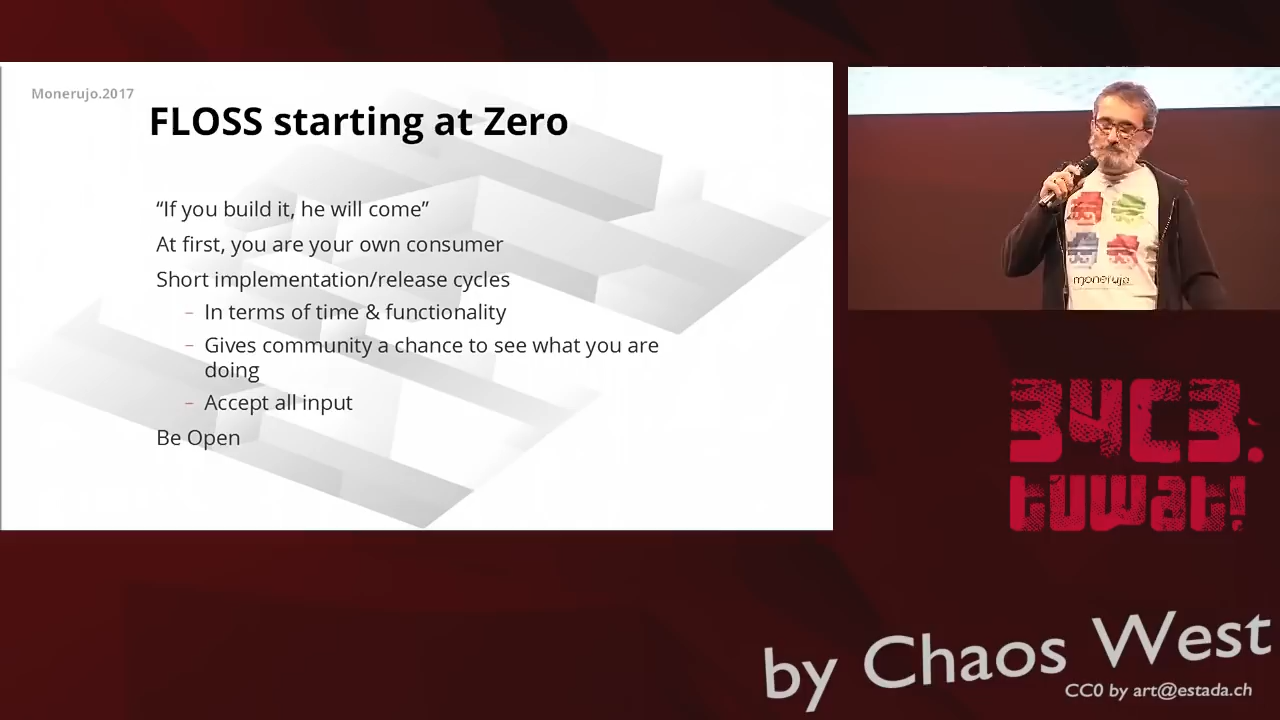 Monerujo.2017
FLOSS starting at Zero
“If you build it, he will come”
At first, you are your own consumer
Short implementation/release cycles
– In terms of time & functionality
– Gives community a chance to see what you are
doing
– Accept all input
Be Open
monerujo
34C3:
tuwat!
by Chaos West
CC0 by art@estada.ch